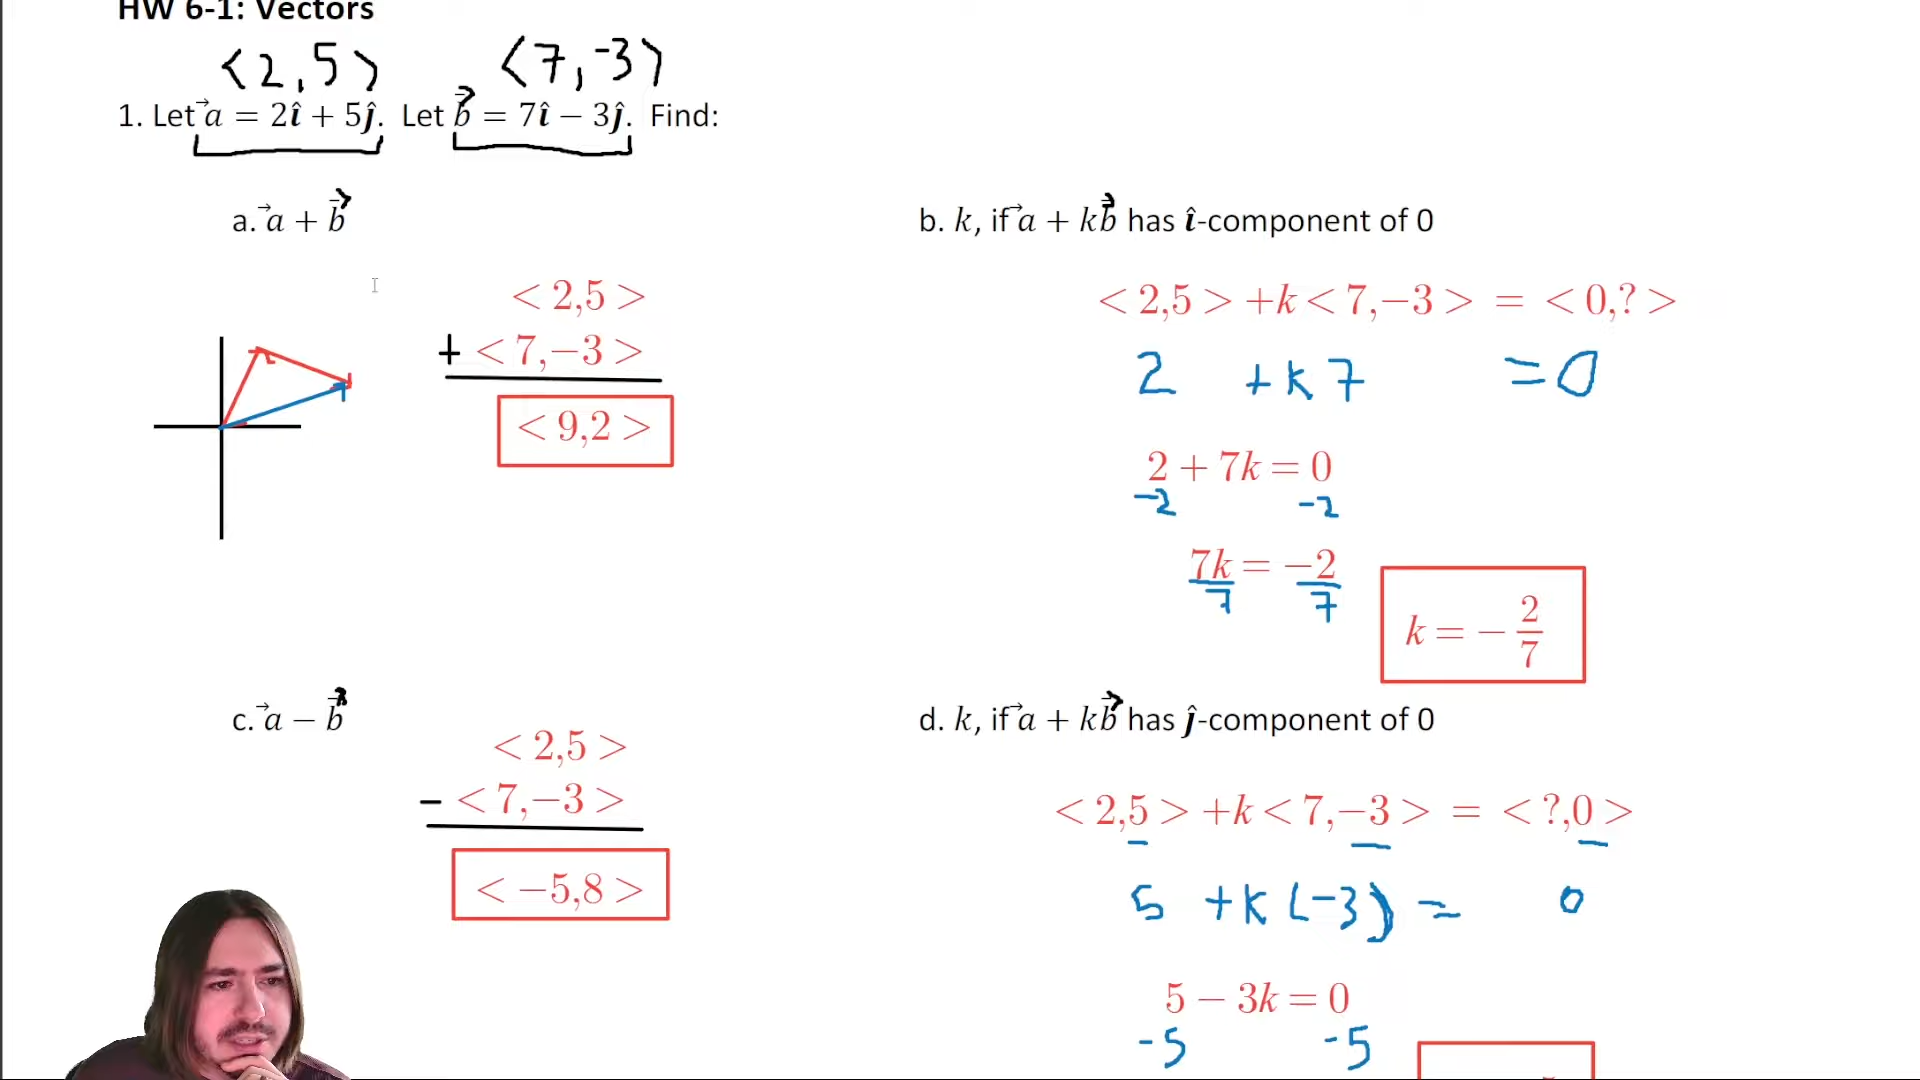 HW 6-1: Vectors
<2,5> <7,-3>
1. Let a⃗ = 2î + 5ĵ. Let b⃗ = 7î − 3ĵ. Find:
a. a⃗ + b⃗
< 2,5 >
+ < 7,−3 >
< 9,2 >
b. k, if a⃗ + kb⃗ has î-component of 0
< 2,5 > +k < 7,−3 > = < 0,? >
2 +k7 =0
2 + 7k = 0
-2 -2
7k = −2
7 7
k = − 2/7
c. a⃗ − b⃗
< 2,5 >
- < 7,−3 >
< −5,8 >
d. k, if a⃗ + kb⃗ has ĵ-component of 0
< 2,5 > +k < 7,−3 > = < ?,0 >
5 +k(-3) = 0
5 − 3k = 0
-5 -5